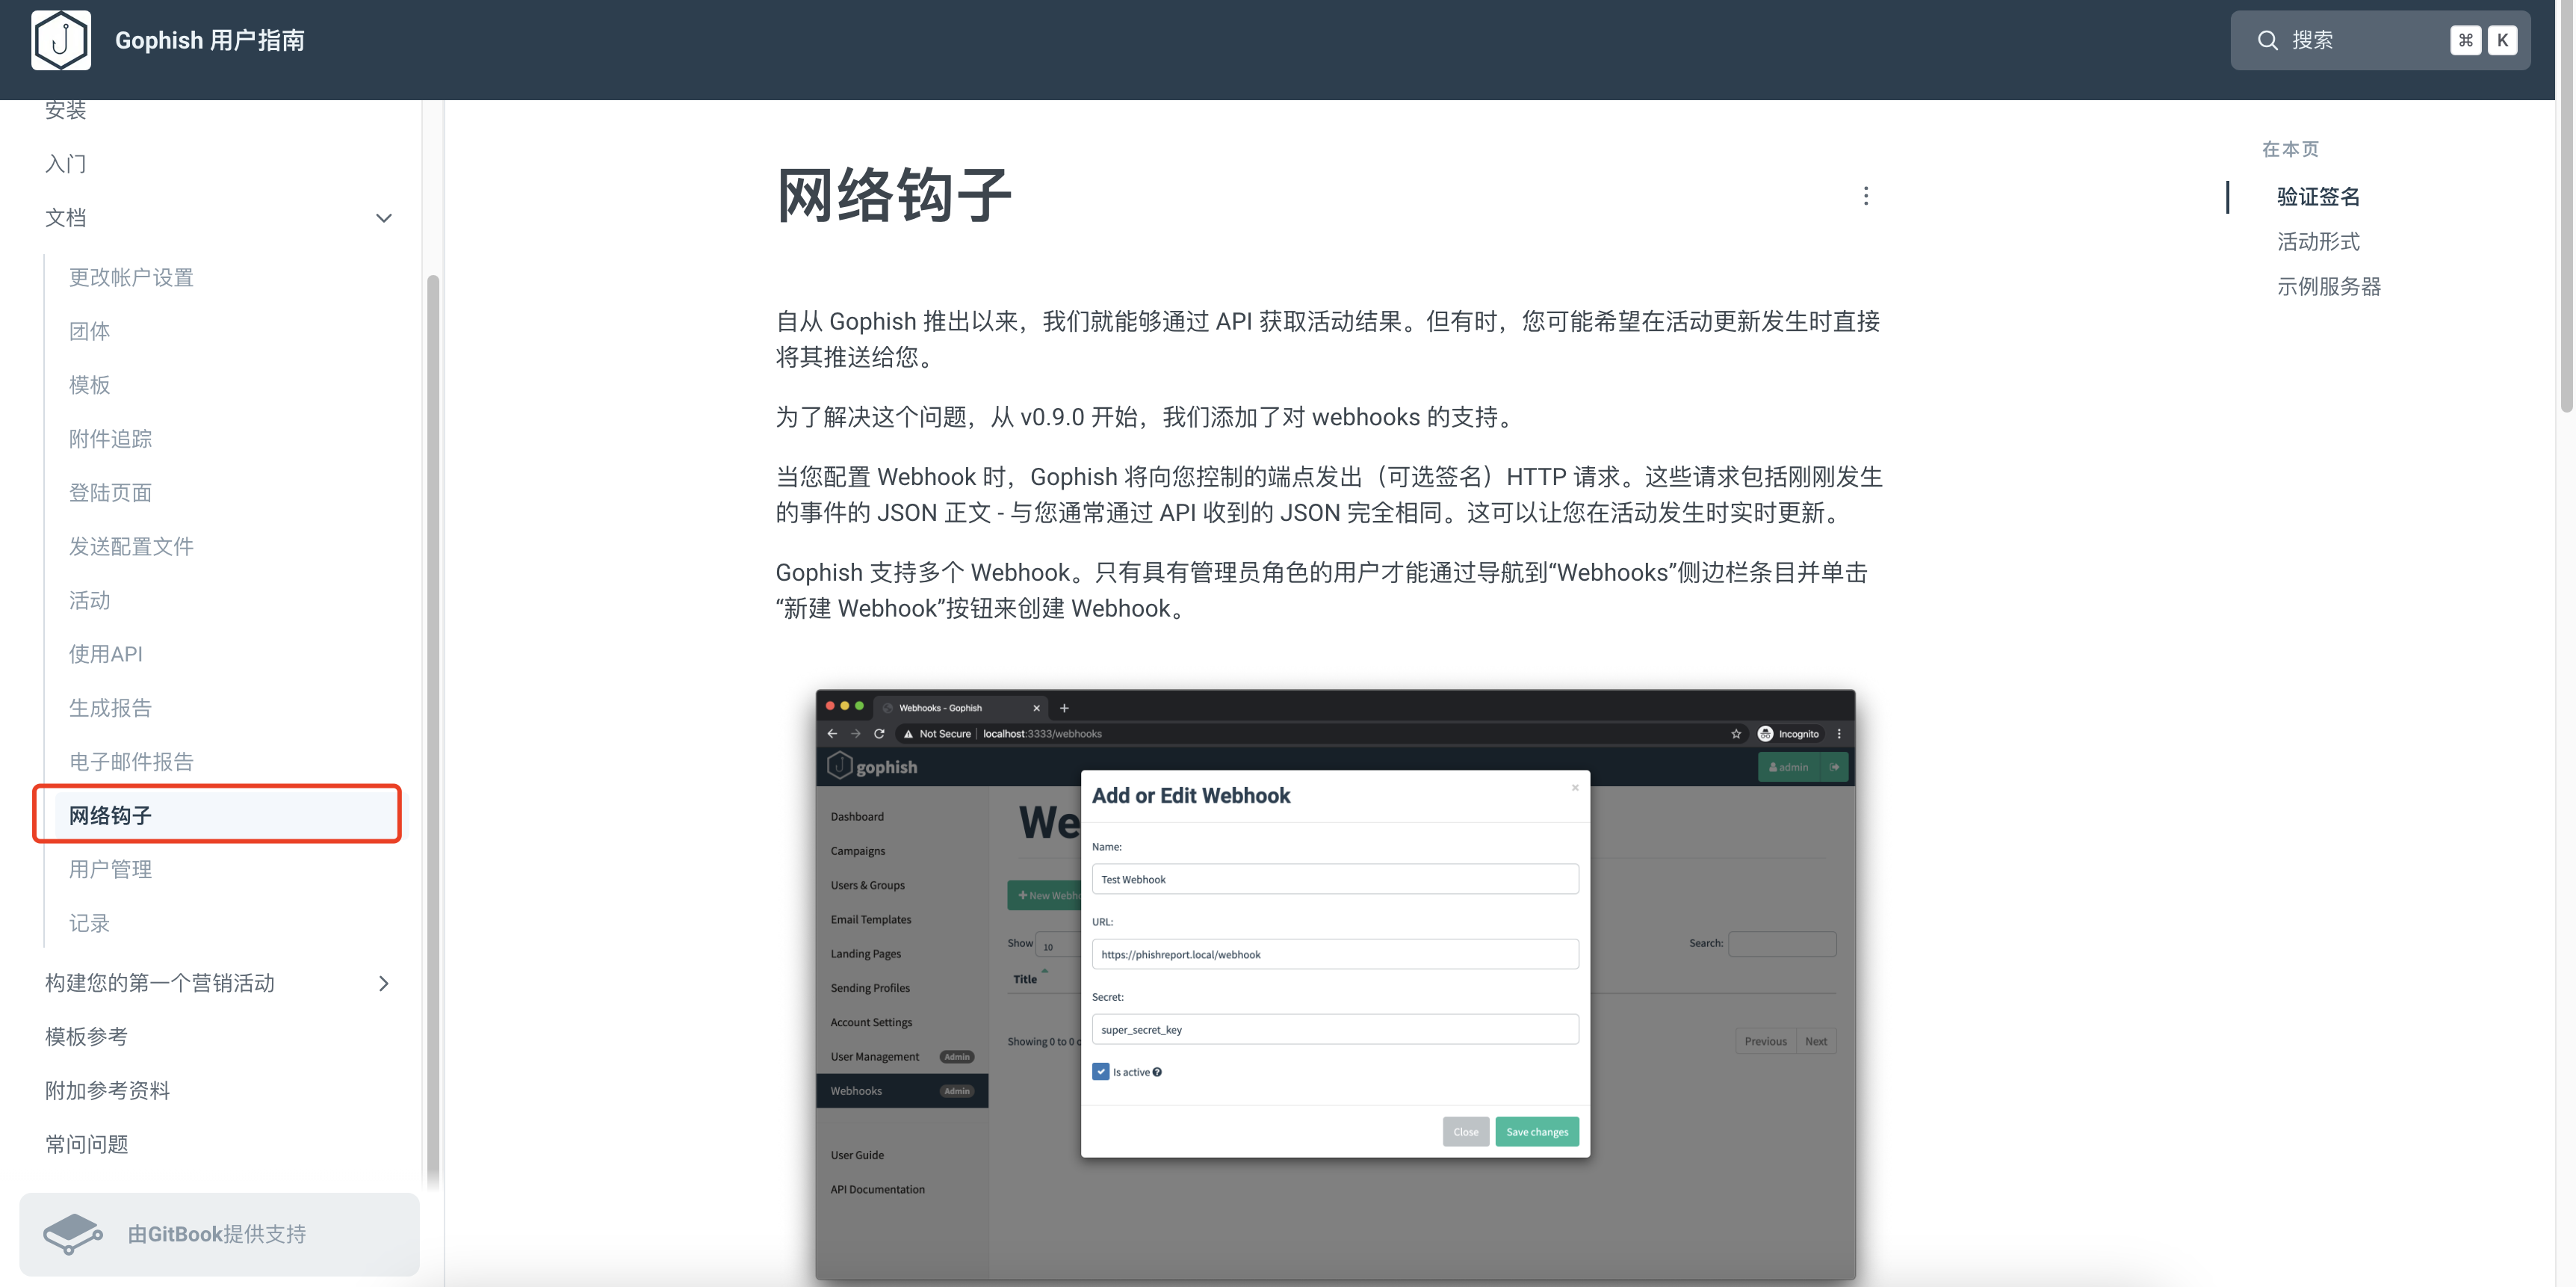 Gophish 用户指南
搜索
⌘ K
安装
入门
文档
更改帐户设置
团体
模板
附件追踪
登陆页面
发送配置文件
活动
使用API
生成报告
电子邮件报告
网络钩子
用户管理
记录
构建您的第一个营销活动
模板参考
附加参考资料
常问问题
由GitBook提供支持
网络钩子
自从 Gophish 推出以来，我们就能够通过 API 获取活动结果。但有时，您可能希望在活动更新发生时直接
将其推送给您。
为了解决这个问题，从 v0.9.0 开始，我们添加了对 webhooks 的支持。
当您配置 Webhook 时，Gophish 将向您控制的端点发出（可选签名）HTTP 请求。这些请求包括刚刚发生
的事件的 JSON 正文 - 与您通常通过 API 收到的 JSON 完全相同。这可以让您在活动发生时实时更新。
Gophish 支持多个 Webhook。只有具有管理员角色的用户才能通过导航到“Webhooks”侧边栏条目并单击
“新建 Webhook”按钮来创建 Webhook。
Webhooks - Gophish
Not Secure | localhost:3333/webhooks
Incognito
gophish
admin
Dashboard
Campaigns
Users & Groups
Email Templates
Landing Pages
Sending Profiles
Account Settings
User Management Admin
Webhooks Admin
User Guide
API Documentation
We
+ New Webh
Show 10
Search:
Title
Showing 0 to 0
Previous Next
Add or Edit Webhook
Name:
Test Webhook
URL:
https://phishreport.local/webhook
Secret:
super_secret_key
Is active
Close Save changes
在本页
验证签名
活动形式
示例服务器